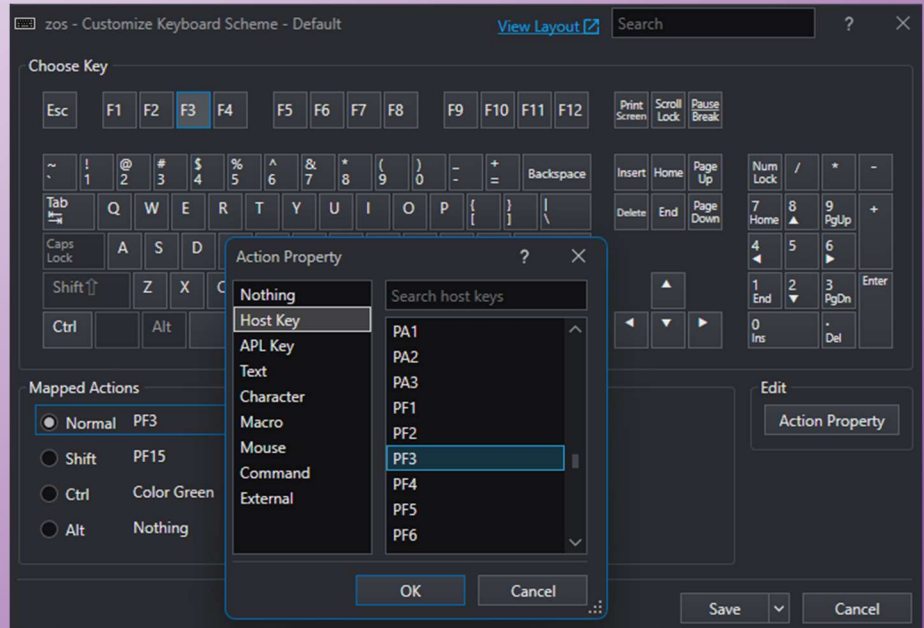 zos - Customize Keyboard Scheme - Default View Layout Search ?
Choose Key
Esc F1 F2 F3 F4 F5 F6 F7 F8 F9 F10 F11 F12 Print Screen Scroll Lock Pause Break
~ ` ! 1 @ 2 # 3 $ 4 % 5 ^ 6 & 7 * 8 ( 9 ) 0 _ - + = Backspace Insert Home Page Up Num Lock / * -
Tab Q W E R T Y U I O P { [ } ] | \ Delete End Page Down 7 Home 8 9 PgUp +
Caps Lock A S D 4 5 6
Shift Z X C 1 End 2 3 PgDn Enter
Ctrl Alt 0 Ins . Del
Action Property ?
Nothing
Host Key
APL Key
Text
Character
Macro
Mouse
Command
External
Search host keys
PA1
PA2
PA3
PF1
PF2
PF3
PF4
PF5
PF6
OK Cancel
Mapped Actions
Normal PF3
Shift PF15
Ctrl Color Green
Alt Nothing
Edit
Action Property
Save Cancel